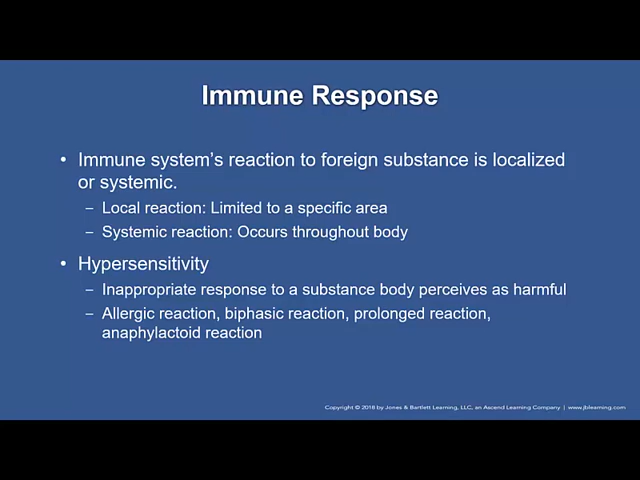 Immune Response
• Immune system's reaction to foreign substance is localized
or systemic.
– Local reaction: Limited to a specific area
– Systemic reaction: Occurs throughout body
• Hypersensitivity
– Inappropriate response to a substance body perceives as harmful
– Allergic reaction, biphasic reaction, prolonged reaction,
anaphylactoid reaction
Copyright © 2018 by Jones & Bartlett Learning, LLC, an Ascend Learning Company | www.jblearning.com